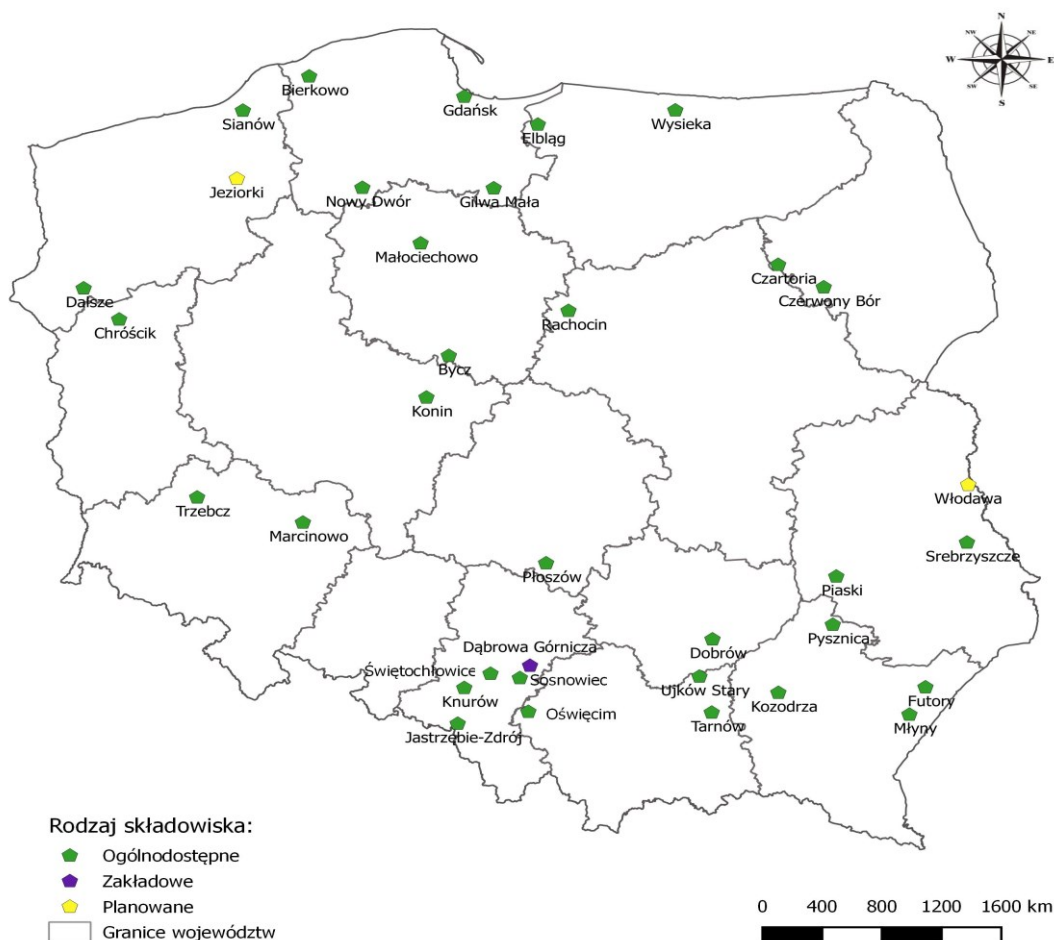 N
NW
NE
W
E
SW
SE
S
Bierkowo
Gdańsk
Sianów
Elbląg
Wysieka
Jeziorki
Nowy Dwór
Gilwa Mała
Małociechowo
Czartoria
Dalsze
Czerwony Bór
Chróścik
Rachocin
Bycz
Konin
Włodawa
Trzebcz
Marcinowo
Srebrzyszcze
Płoszów
Piaski
Pysznica
Dąbrowa Górnicza
Dobrów
Świętochłowice
Sosnowiec
Ujków Stary
Knurów
Kozodrza
Futory
Oświęcim
Tarnów
Młyny
Jastrzębie-Zdrój
Rodzaj składowiska:
Ogólnodostępne
Zakładowe
Planowane
Granice województw
0 400 800 1200 1600 km